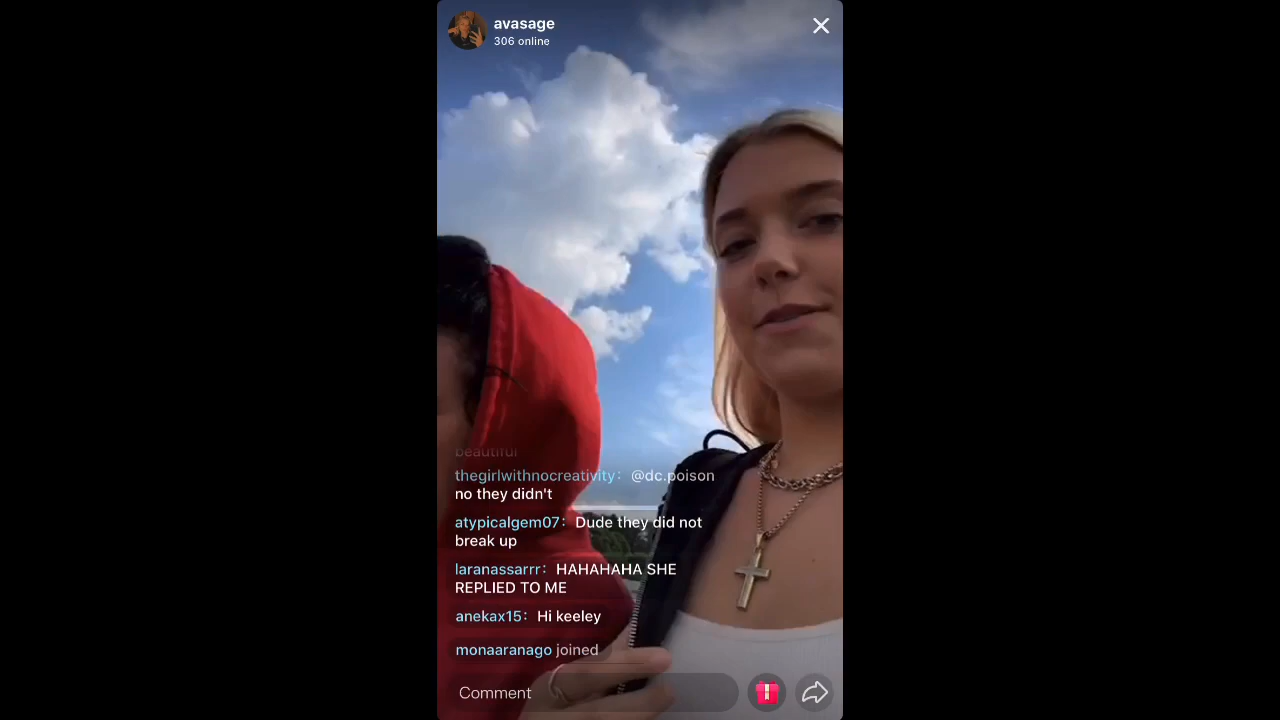 avasage
306 online
beautiful
thegirlwithnocreativity: @dc.poison
no they didn't
atypicalgem07: Dude they did not
break up
laranassarrr: HAHAHAHA SHE
REPLIED TO ME
anekax15: Hi keeley
monaaranago joined
Comment